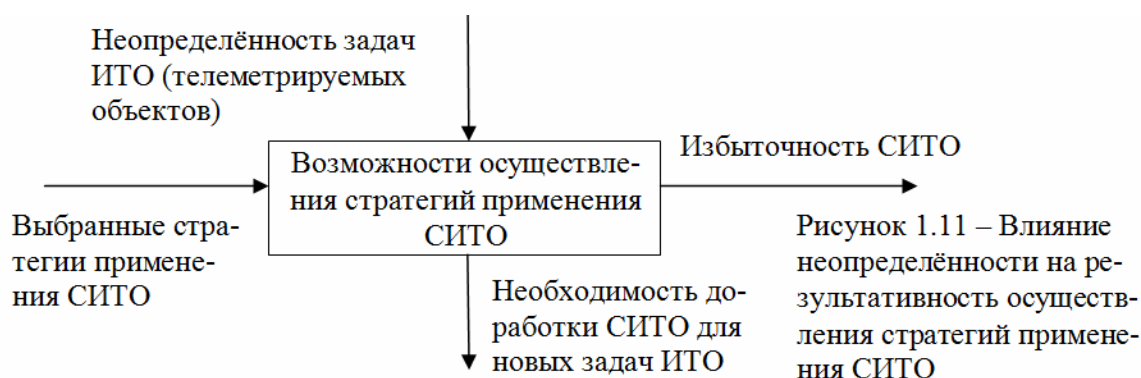 Неопределённость задач
ИТО (телеметрируемых
объектов)
Возможности осуществле-
ния стратегий применения
СИТО
Избыточность СИТО
Выбранные стра-
тегии примене-
ния СИТО
Необходимость до-
работки СИТО для
новых задач ИТО
Рисунок 1.11 – Влияние
неопределённости на ре-
зультативность осуществ-
ления стратегий примене-
ния СИТО